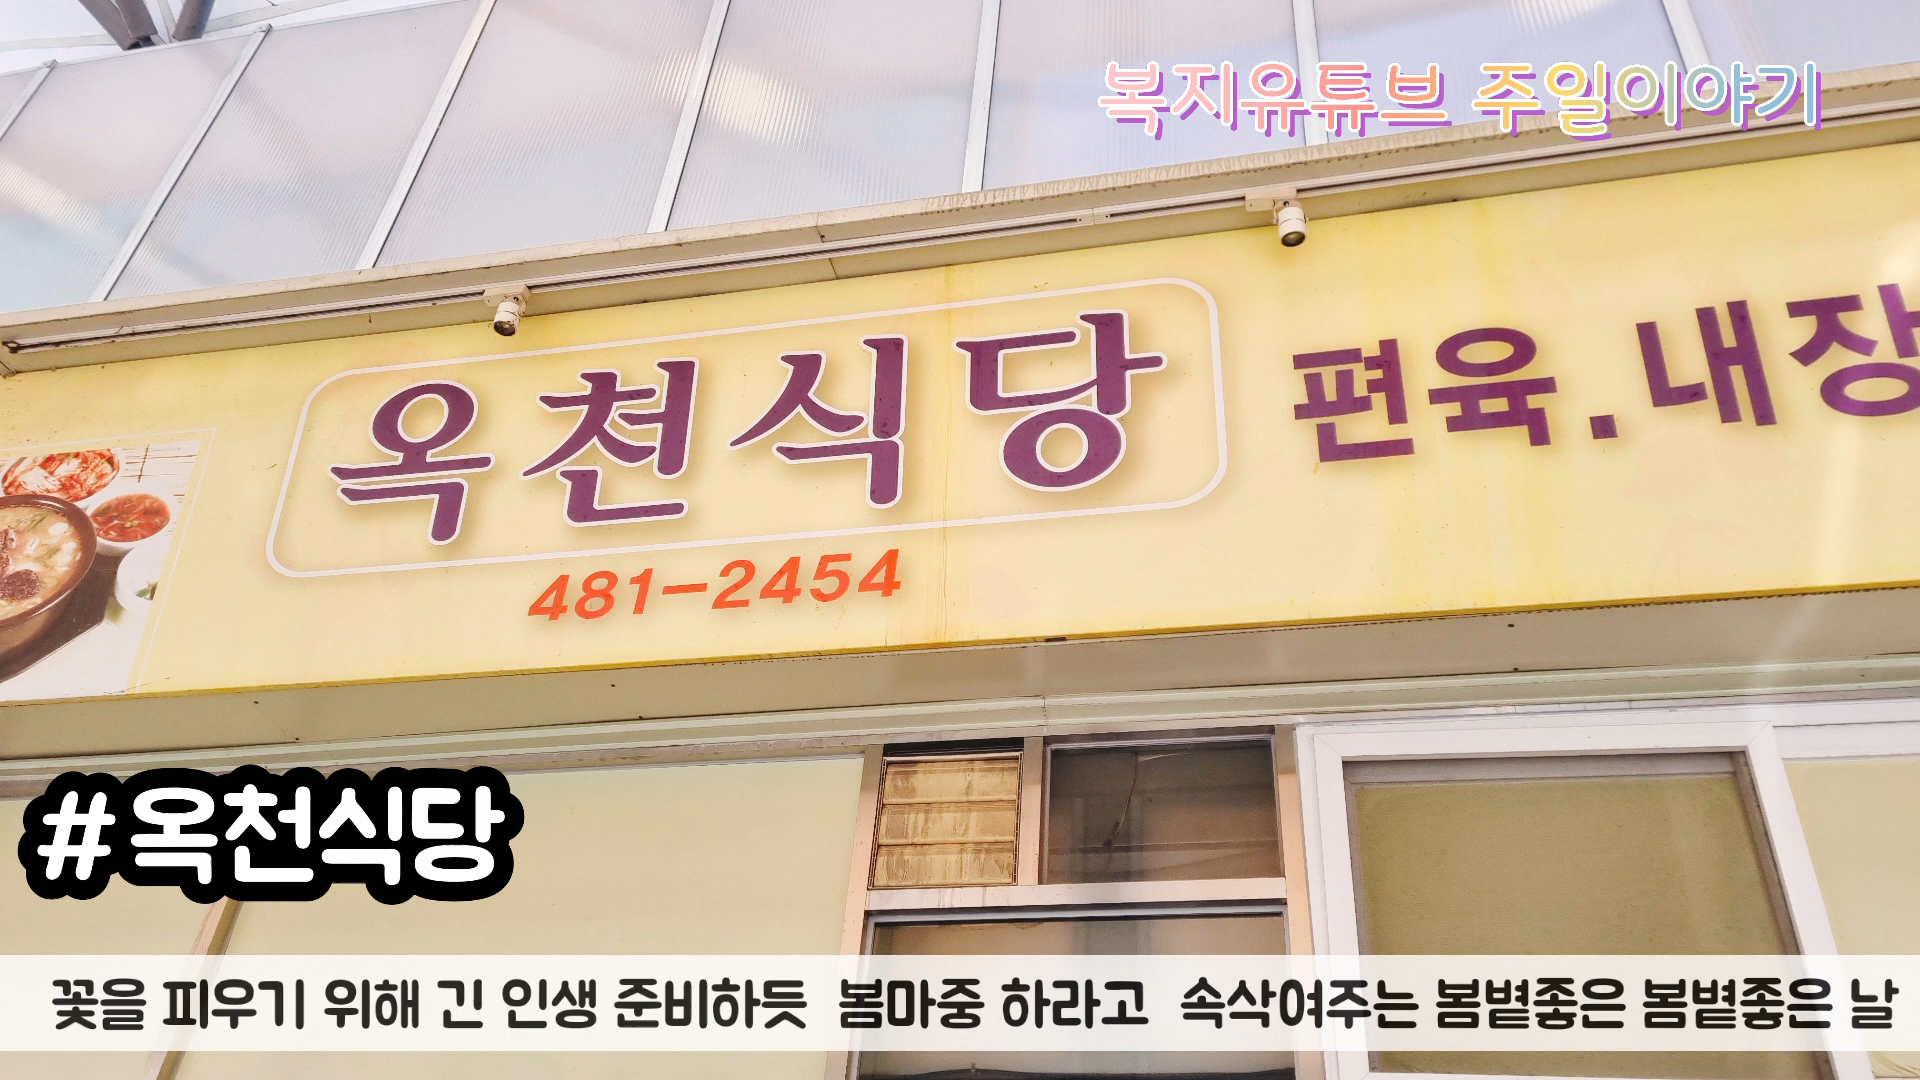 복지유튜브 주일이야기
옥천식당 편육.내장
481-2454
#옥천식당
꽃을 피우기 위해 긴 인생 준비하듯 봄마중 하라고 속삭여주는 봄볕좋은 봄볕좋은 날